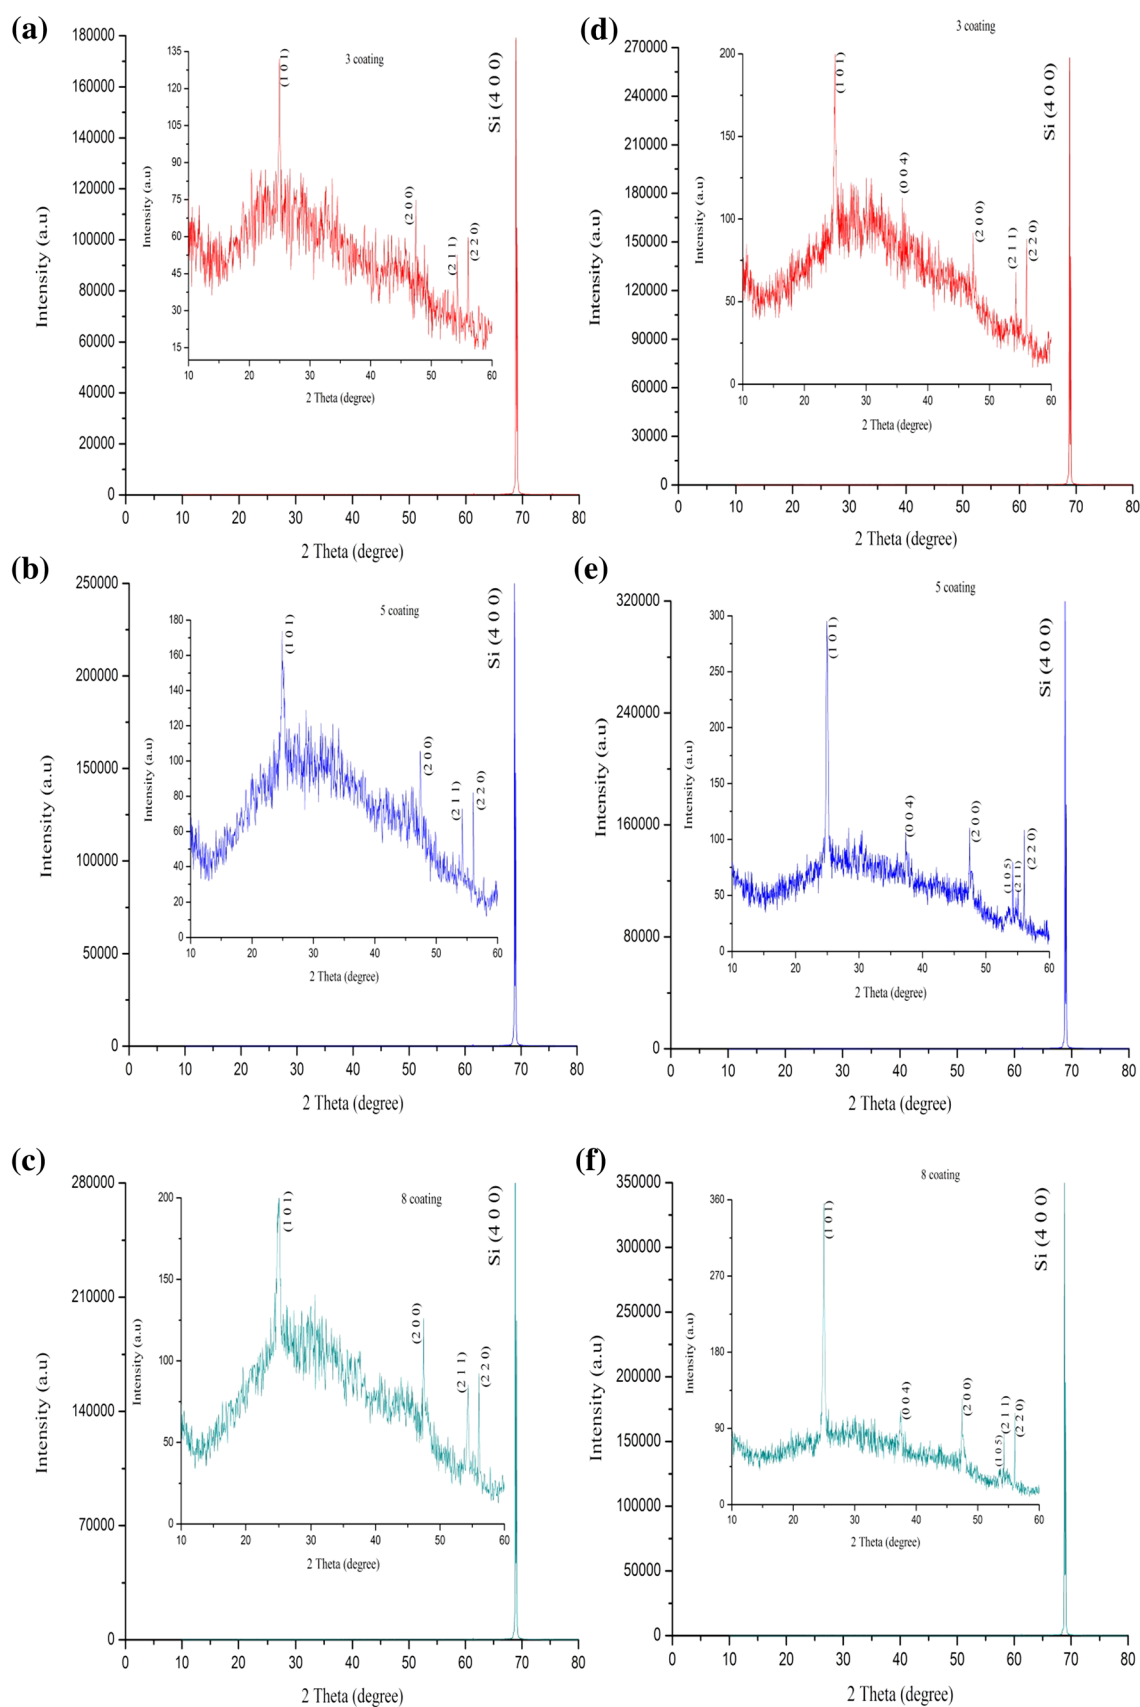 (a)
180000
160000
140000
120000
100000
80000
60000
40000
20000
0
Intensity (a.u)
0 10 20 30 40 50 60 70 80
2 Theta (degree)
Si (4 0 0)
3 coating
135
120
105
90
75
60
45
30
15
Intensity (a.u)
10 20 30 40 50 60
2 Theta (degree)
(1 0 1)
(2 0 0)
(2 1 1)
(2 2 0)
(d)
270000
240000
210000
180000
150000
120000
90000
60000
30000
0
Intensity (a.u)
0 10 20 30 40 50 60 70 80
2 Theta (degree)
Si (4 0 0)
3 coating
200
150
100
50
0
Intensity (a.u)
10 20 30 40 50 60
2 Theta (degree)
(1 0 1)
(0 0 4)
(2 0 0)
(2 1 1)
(2 2 0)
(b)
250000
200000
150000
100000
50000
0
Intensity (a.u)
0 10 20 30 40 50 60 70 80
2 Theta (degree)
Si (4 0 0)
5 coating
180
160
140
120
100
80
60
40
20
0
Intensity (a.u)
10 20 30 40 50 60
2 Theta (degree)
(1 0 1)
(2 0 0)
(2 1 1)
(2 2 0)
(e)
320000
240000
160000
80000
0
Intensity (a.u)
0 10 20 30 40 50 60 70 80
2 Theta (degree)
Si (4 0 0)
5 coating
300
250
200
150
100
50
0
Intensity (a.u)
10 20 30 40 50 60
2 Theta (degree)
(1 0 1)
(0 0 4)
(2 0 0)
(1 0 5)
(2 1 1)
(2 2 0)
(c)
280000
210000
140000
70000
0
Intensity (a.u)
0 10 20 30 40 50 60 70 80
2 Theta (degree)
Si (4 0 0)
8 coating
200
150
100
50
0
Intensity (a.u)
10 20 30 40 50 60
2 Theta (degree)
(1 0 1)
(2 0 0)
(2 1 1)
(2 2 0)
(f)
350000
300000
250000
200000
150000
100000
50000
0
Intensity (a.u)
0 10 20 30 40 50 60 70 80
2 Theta (degree)
Si (4 0 0)
8 coating
360
270
180
90
0
Intensity (a.u)
10 20 30 40 50 60
2 Theta (degree)
(1 0 1)
(0 0 4)
(2 0 0)
(1 0 5)
(2 1 1)
(2 2 0)